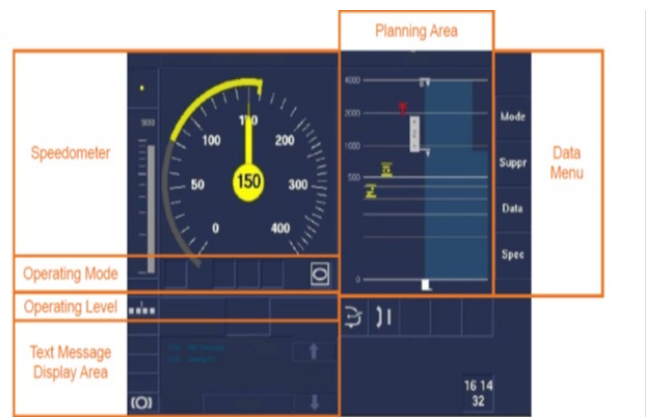 Planning Area
Speedometer
Operating Mode
Operating Level
Text Message
Display Area
Data
Menu
900
0
50
100
150
200
300
400
150
4000
2000
1000
500
0
Mode
Suppr
Data
Spec
16 14
32